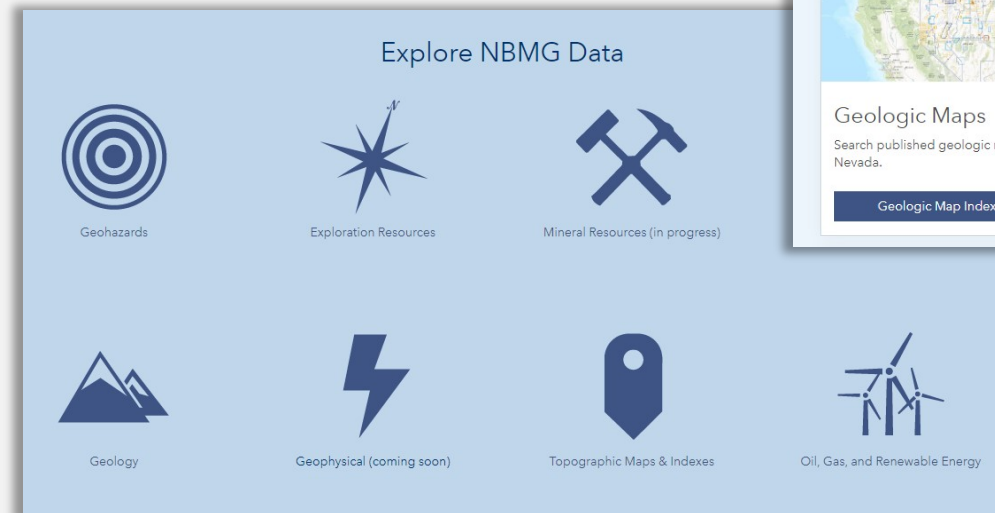 Explore NBMG Data
Geologic Maps
Search published geologic
Nevada.
Geologic Map Index
Geohazards
Exploration Resources
Mineral Resources (in progress)
Geology
Geophysical (coming soon)
Topographic Maps & Indexes
Oil, Gas, and Renewable Energy